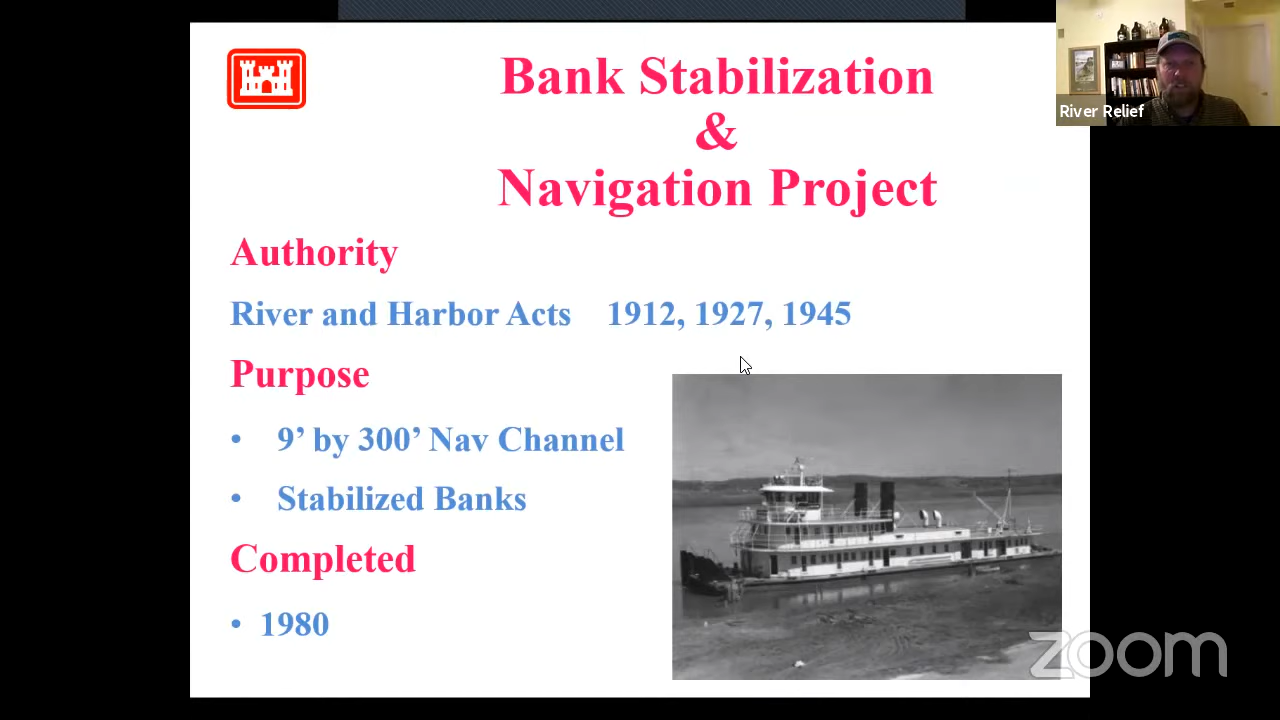 Bank Stabilization
&
Navigation Project
River Relief
Authority
River and Harbor Acts 1912, 1927, 1945
Purpose
• 9’ by 300’ Nav Channel
• Stabilized Banks
Completed
• 1980
zoom